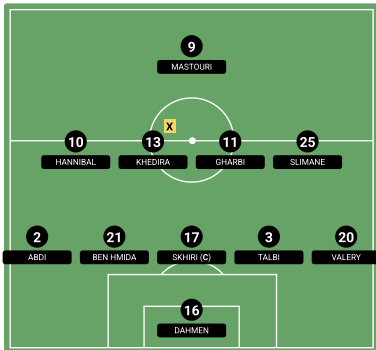 9
MASTOURI
X
10 13 11 25
HANNIBAL KHEDIRA GHARBI SLIMANE
2 21 17 3 20
ABDI BEN HMIDA SKHIRI (C) TALBI VALERY
16
DAHMEN